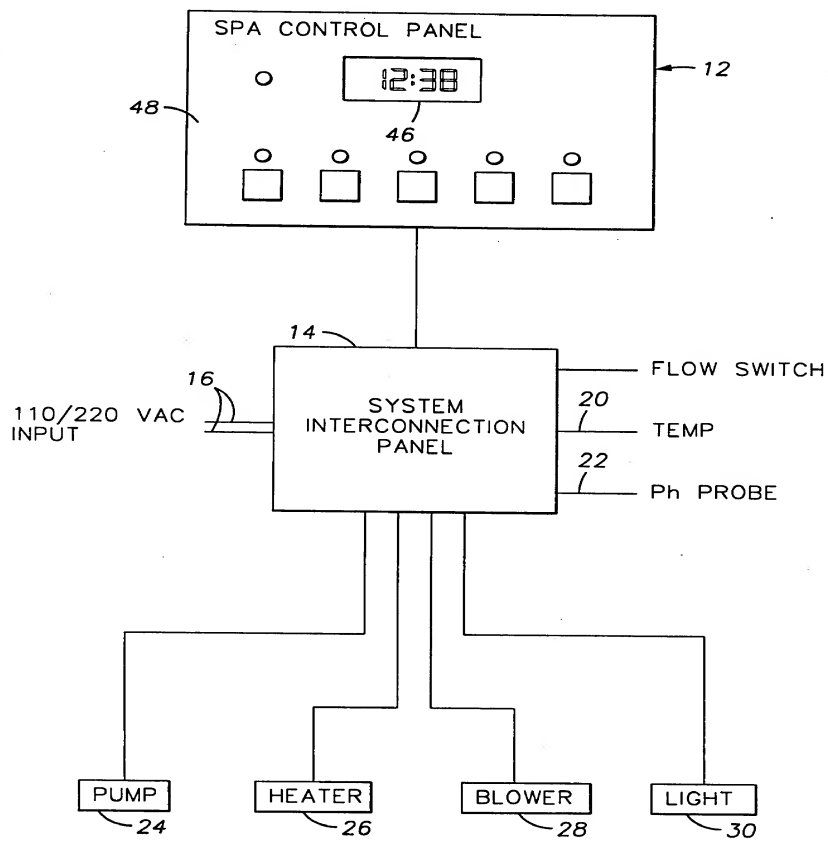 SPA CONTROL PANEL
12:38
12
48
46
14
16
110/220 VAC
INPUT
SYSTEM
INTERCONNECTION
PANEL
FLOW SWITCH
20
TEMP
22
Ph PROBE
PUMP
HEATER
BLOWER
LIGHT
24
26
28
30